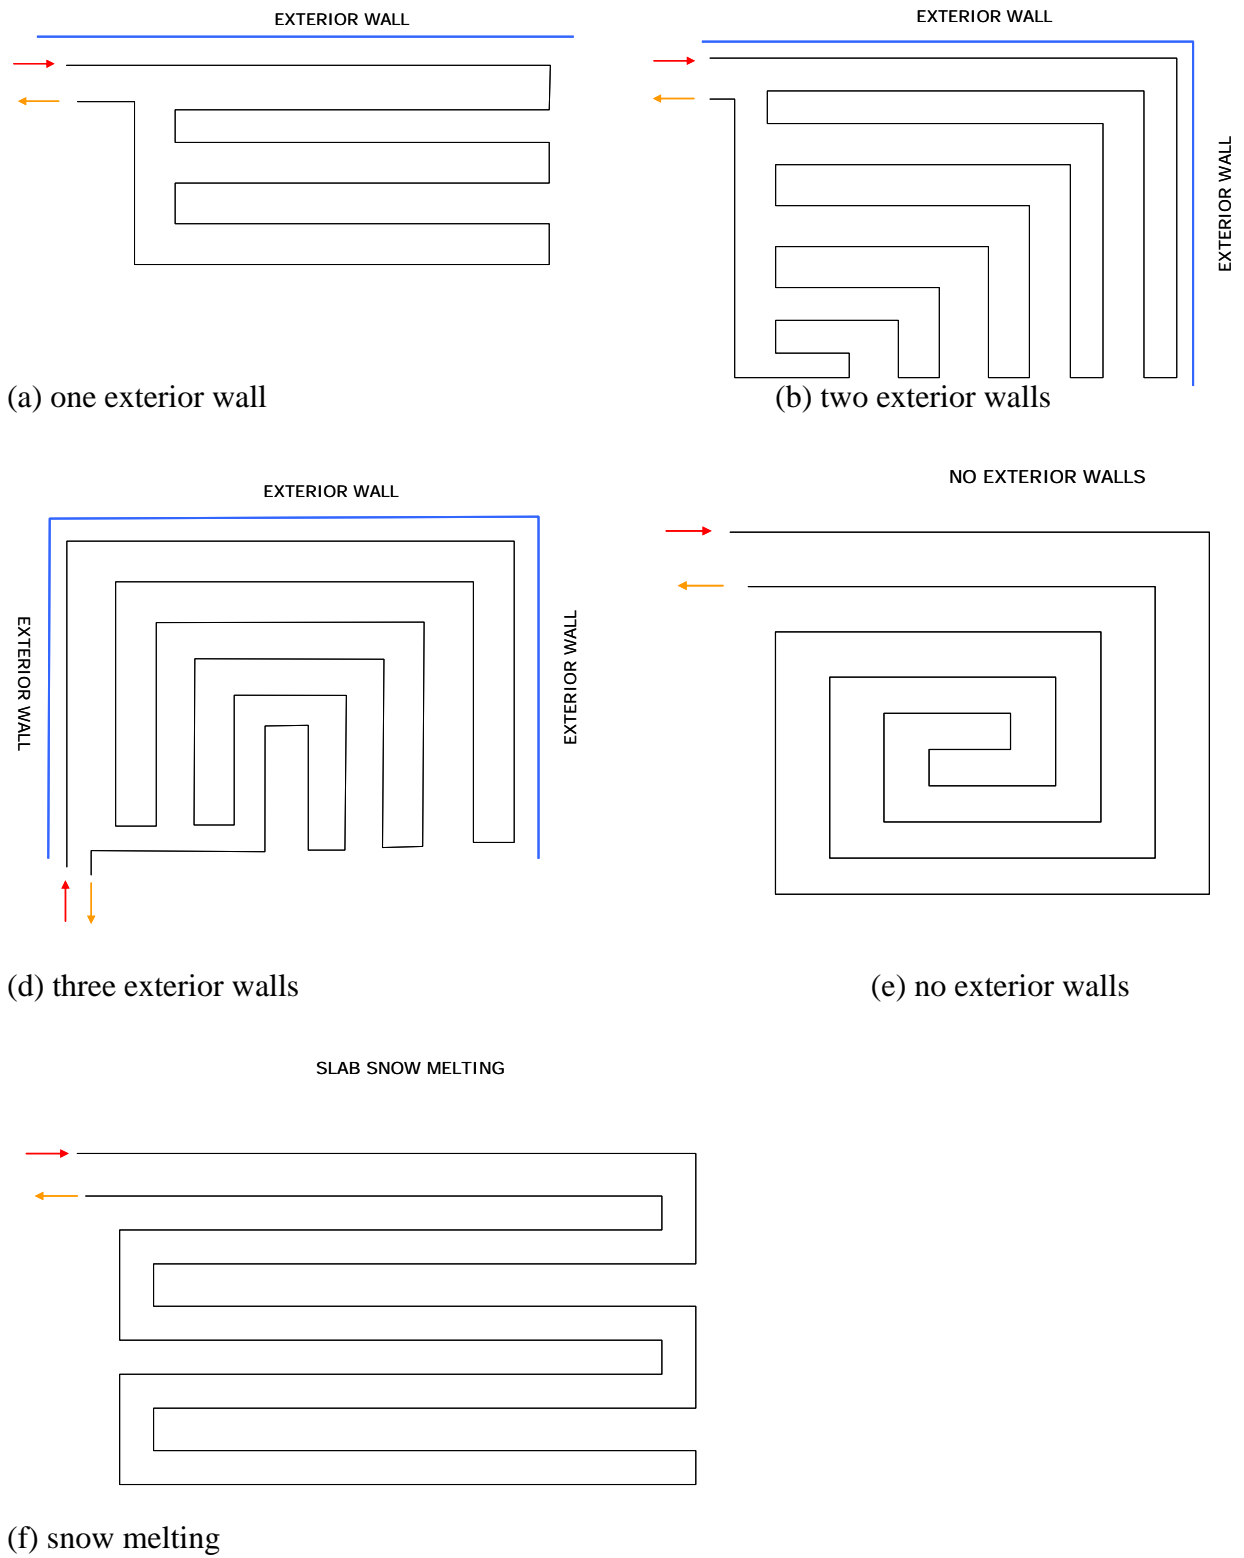 EXTERIOR WALL
EXTERIOR WALL
EXTERIOR WALL
(a) one exterior wall
(b) two exterior walls
EXTERIOR WALL
EXTERIOR WALL
EXTERIOR WALL
NO EXTERIOR WALLS
(d) three exterior walls
(e) no exterior walls
SLAB SNOW MELTING
(f) snow melting